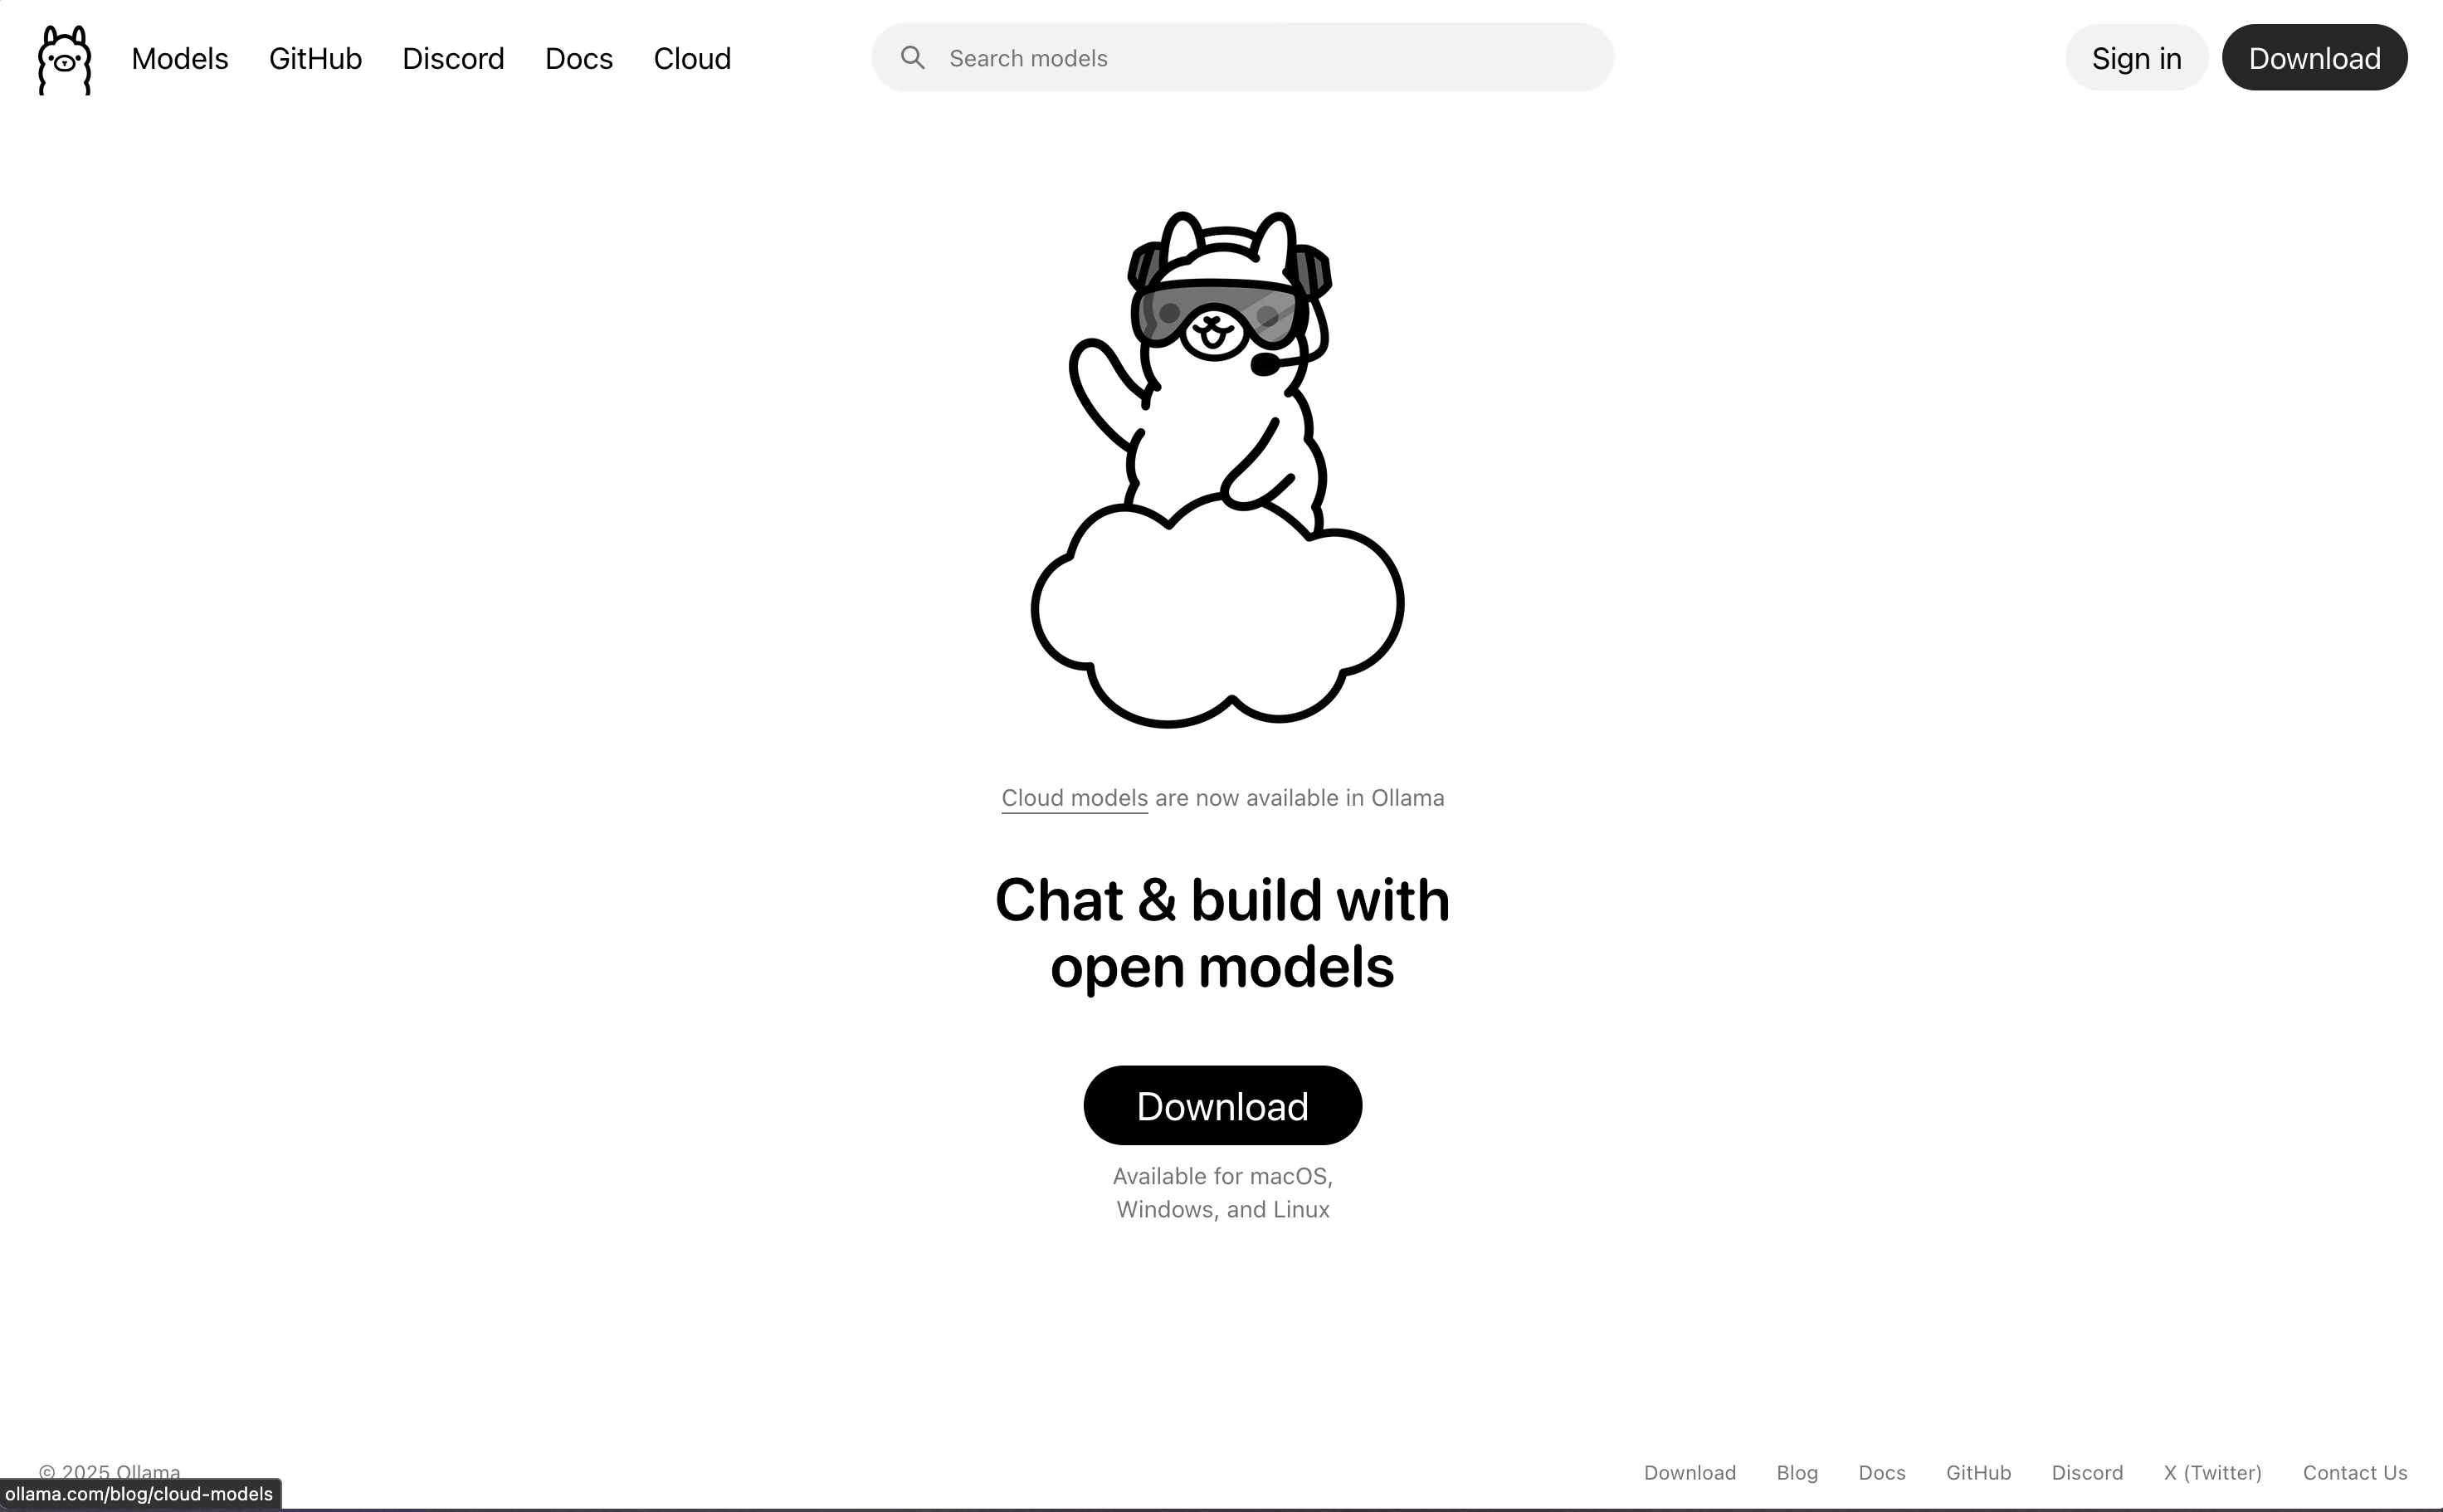 Models GitHub Discord Docs Cloud Search models Sign in Download
Cloud models are now available in Ollama
Chat & build with
open models
Download
Available for macOS,
Windows, and Linux
© 2025 Ollama Download Blog Docs GitHub Discord X (Twitter) Contact Us
ollama.com/blog/cloud-models